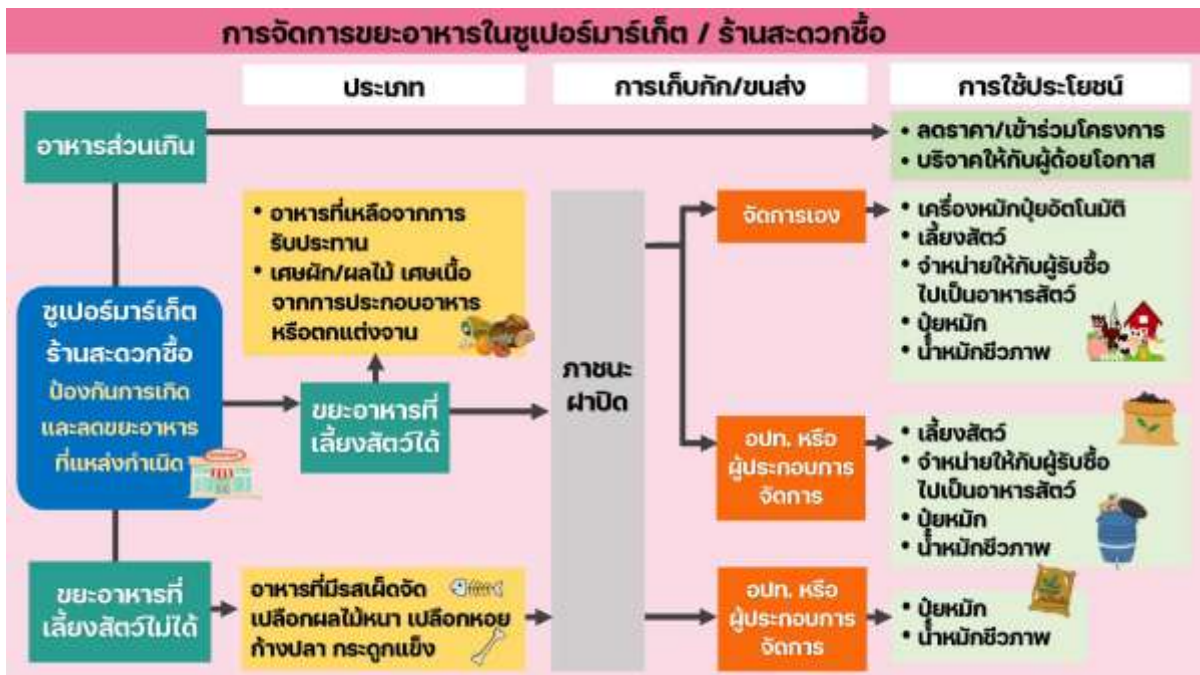 การจัดการขยะอาหารในซูเปอร์มาร์เก็ต / ร้านสะดวกซื้อ
ประเภท
การเก็บกัก/ขนส่ง
การใช้ประโยชน์
อาหารส่วนเกิน
• ลดราคา/เข้าร่วมโครงการ
• บริจาคให้กับผู้ด้อยโอกาส
ซูเปอร์มาร์เก็ต
ร้านสะดวกซื้อ
ป้องกันการเกิด
และลดขยะอาหาร
ที่แหล่งกำเนิด
• อาหารที่เหลือจากการ
รับประทาน
• เศษผัก/ผลไม้ เศษเนื้อ
จากการประกอบอาหาร
หรือตกแต่งจาน
ขยะอาหารที่
เลี้ยงสัตว์ได้
ภาชนะ
ฝาปิด
จัดการเอง
• เครื่องหมักปุ๋ยอัตโนมัติ
• เลี้ยงสัตว์
• จำหน่ายให้กับผู้รับซื้อ
ไปเป็นอาหารสัตว์
• ปุ๋ยหมัก
• น้ำหมักชีวภาพ
อปท. หรือ
ผู้ประกอบการ
จัดการ
• เลี้ยงสัตว์
• จำหน่ายให้กับผู้รับซื้อ
ไปเป็นอาหารสัตว์
• ปุ๋ยหมัก
• น้ำหมักชีวภาพ
ขยะอาหารที่
เลี้ยงสัตว์ไม่ได้
อาหารที่มีรสเผ็ดจัด
เปลือกผลไม้หนา เปลือกหอย
ก้างปลา กระดูกแข็ง
อปท. หรือ
ผู้ประกอบการ
จัดการ
• ปุ๋ยหมัก
• น้ำหมักชีวภาพ